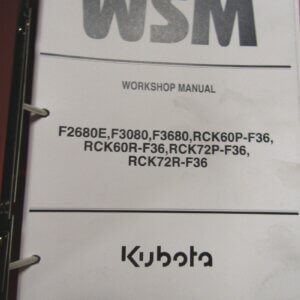 WSM
WORKSHOP MANUAL
F2680E,F3080,F3680,RCK60P-F36,
RCK60R-F36,RCK72P-F36,
RCK72R-F36
Kubota